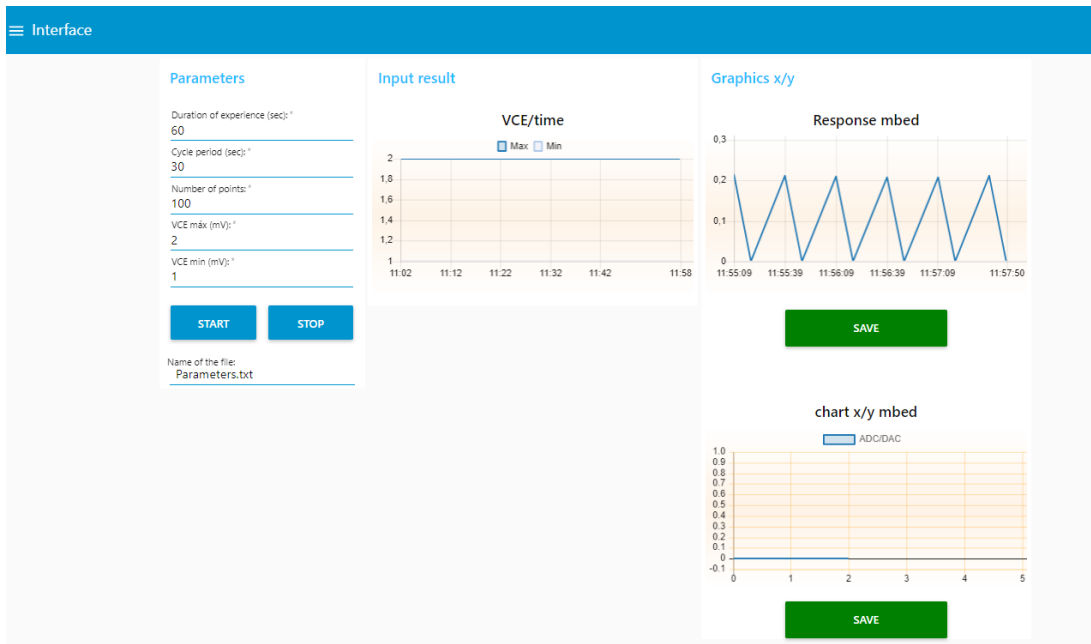 Interface
Parameters
Duration of experience (sec): *
60
Cycle period (sec): *
30
Number of points: *
100
VCE máx (mV): *
2
VCE min (mV): *
1
START STOP
Name of the file:
Parameters.txt
Input result
VCE/time
Max Min
2
1,8
1,6
1,4
1,2
1
11:02 11:12 11:22 11:32 11:42 11:58
Graphics x/y
Response mbed
0,3
0,2
0,1
0
11:55:09 11:55:39 11:56:09 11:56:39 11:57:09 11:57:50
SAVE
chart x/y mbed
ADC/DAC
1.0
0.9
0.8
0.7
0.6
0.5
0.4
0.3
0.2
0.1
0
-0.1
0 1 2 3 4 5
SAVE